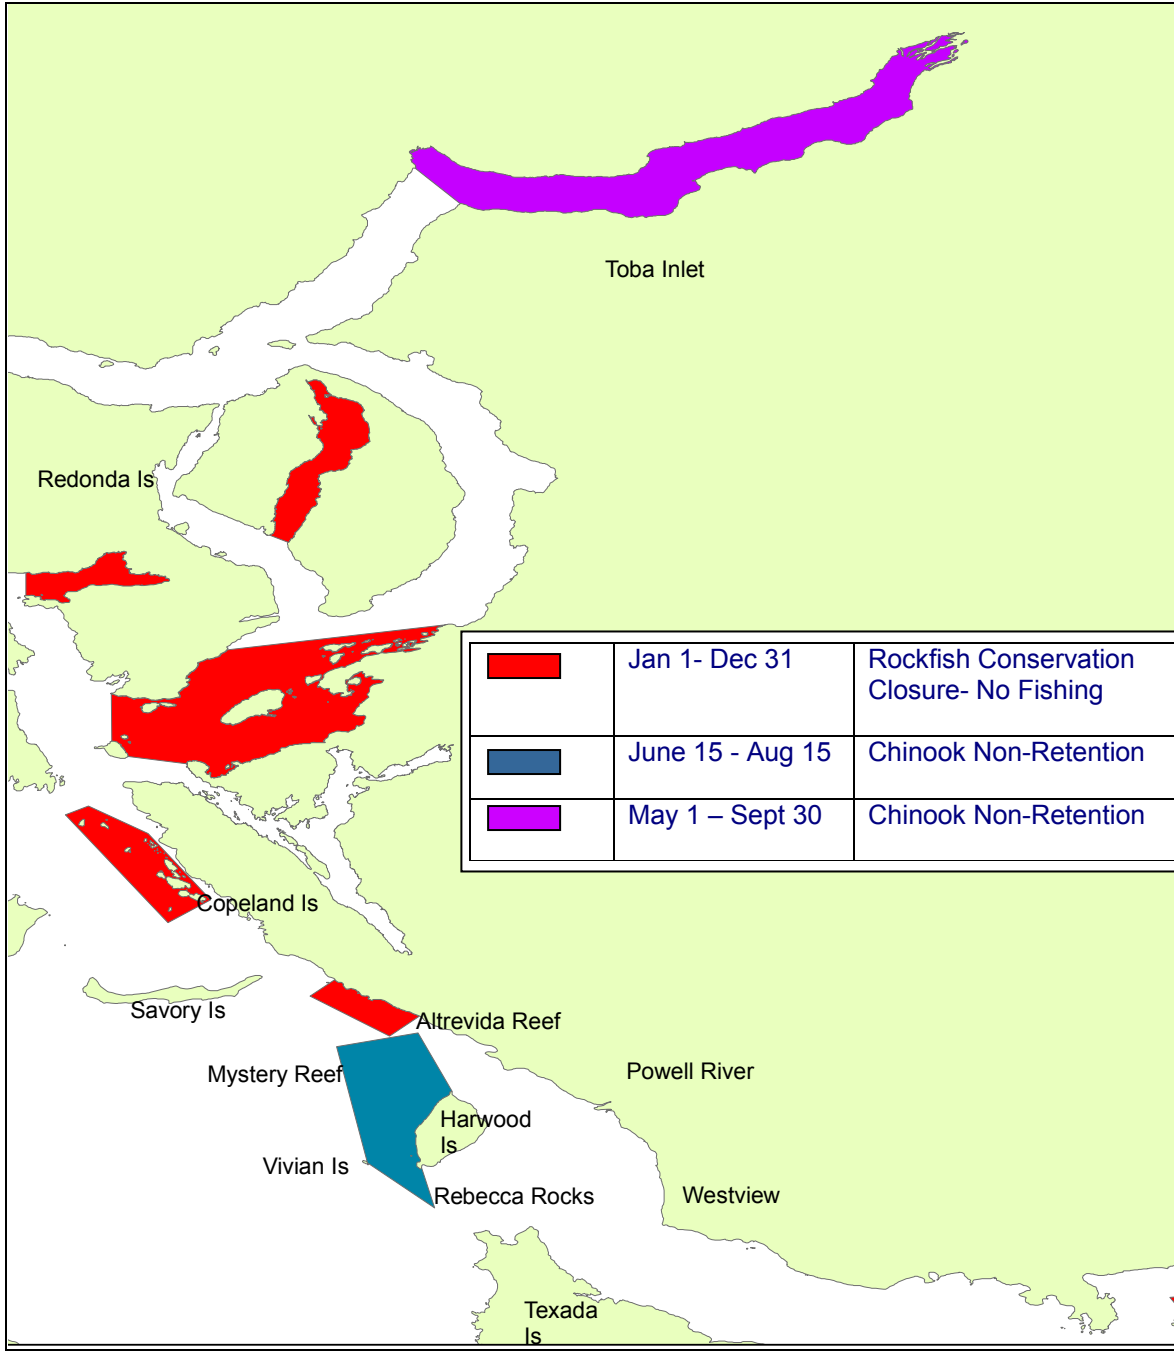 Toba Inlet
Redonda Is
Jan 1- Dec 31
Rockfish Conservation
Closure- No Fishing
June 15 - Aug 15
Chinook Non-Retention
May 1 – Sept 30
Chinook Non-Retention
Copeland Is
Savory Is
Altrevida Reef
Mystery Reef
Powell River
Harwood
Is
Vivian Is
Rebecca Rocks
Westview
Texada
Is